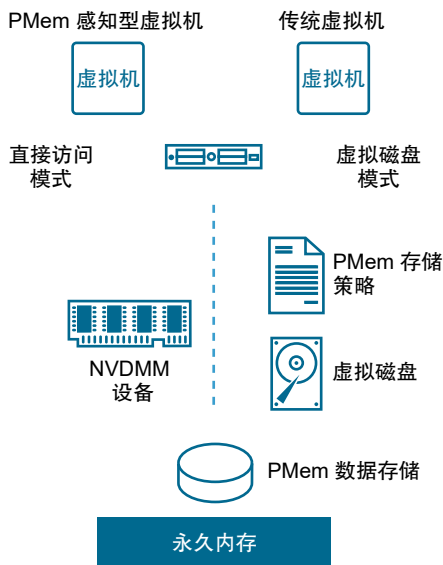 PMem 感知型虚拟机
传统虚拟机
虚拟机
虚拟机
直接访问
模式
虚拟磁盘
模式
PMem 存储
策略
NVDMM
设备
虚拟磁盘
PMem 数据存储
永久内存